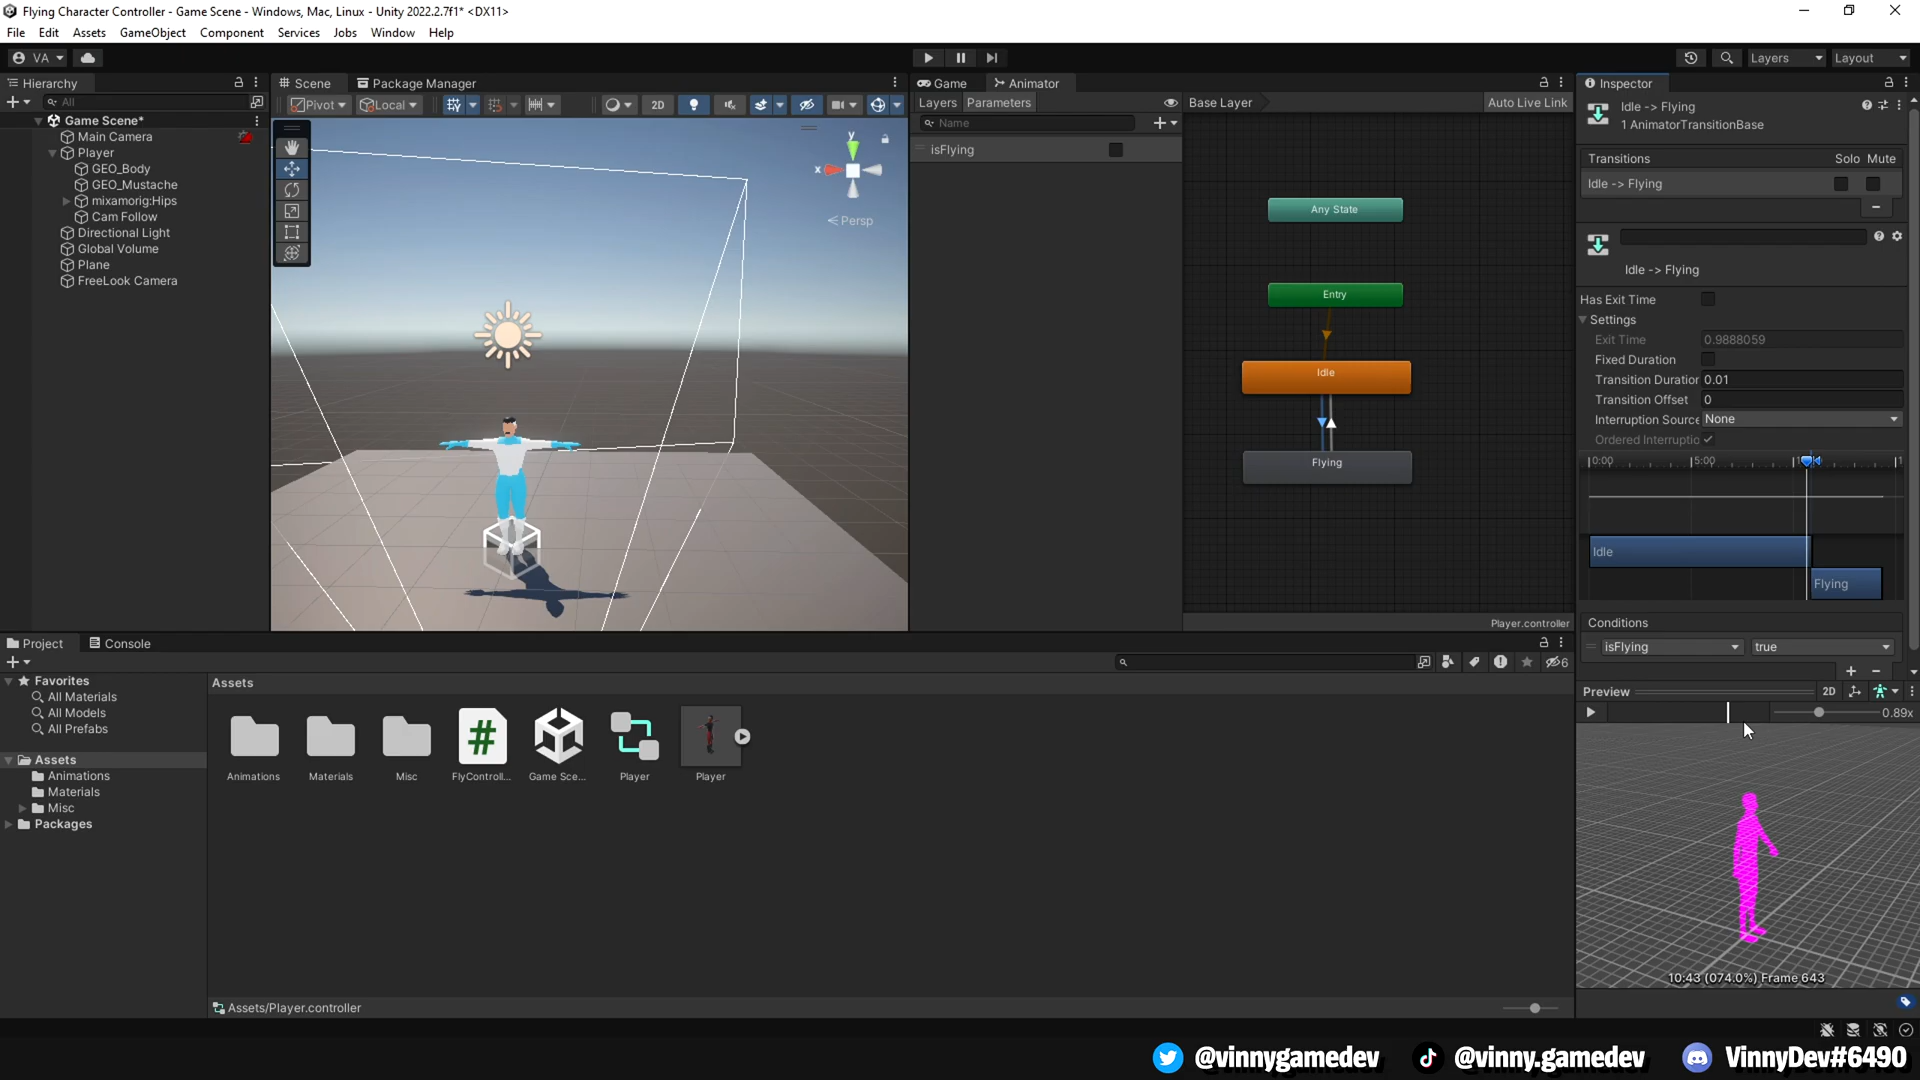 Flying Character Controller - Game Scene - Windows, Mac, Linux - Unity 2022.2.7f1* <DX11>
File Edit Assets GameObject Component Services Jobs Window Help
VA Layers Layout
Hierarchy
All
Game Scene*
Main Camera
Player
GEO_Body
GEO_Mustache
mixamorig:Hips
Cam Follow
Directional Light
Global Volume
Plane
FreeLook Camera
Scene Package Manager
Pivot Local 2D
y
x
Persp
Game Animator
Layers Parameters Base Layer Auto Live Link
Name
isFlying
Any State
Entry
Idle
Flying
Player.controller
Inspector
Idle -> Flying
1 AnimatorTransitionBase
Transitions Solo Mute
Idle -> Flying
Idle -> Flying
Has Exit Time
Settings
Exit Time 0.9888059
Fixed Duration
Transition Duration 0.01
Transition Offset 0
Interruption Source None
Ordered Interruptio
0:00 5:00
Idle
Flying
Conditions
isFlying true
Preview 2D
0.89x
10:43 (074.0%) Frame 643
Project Console
6
Favorites
All Materials
All Models
All Prefabs
Assets
Animations
Materials
Misc
Packages
Assets
Animations Materials Misc FlyControll... Game Sce... Player Player
Assets/Player.controller
@vinnygamedev @vinny.gamedev VinnyDev#6490